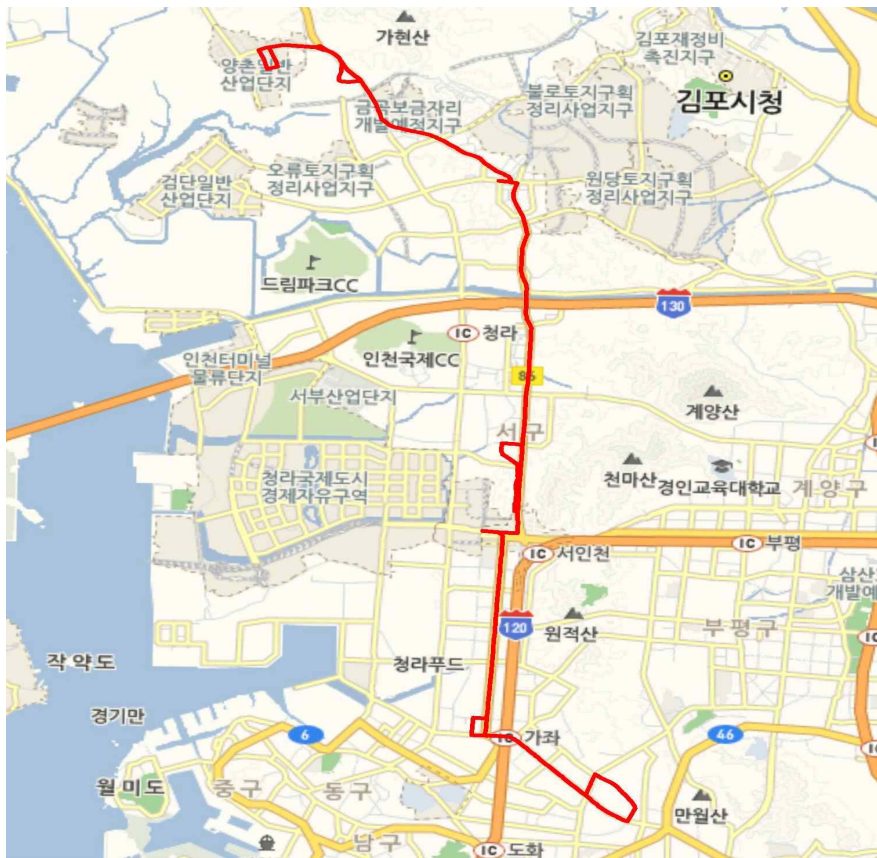 가현산
김포재정비
촉진지구
양촌일반
산업단지
김포시청
불로토지구획
정리사업지구
금곡보금자리
개발예정지구
오류토지구획
정리사업지구
원당토지구획
정리사업지구
검단일반
산업단지
드림파크CC
130
IC 청라
인천터미널
물류단지
인천국제CC
86
서부산업단지
계양산
서구
IC
천마산
경인교육대학교
계양구
청라국제도시
경제자유구역
IC 서인천
IC 부평
삼산
개발예
120
원적산
부평구
IC
작약도
청라푸드
경기만
6
IC 가좌
46
IC
월미도
중구
동구
만월산
남구
IC 도화